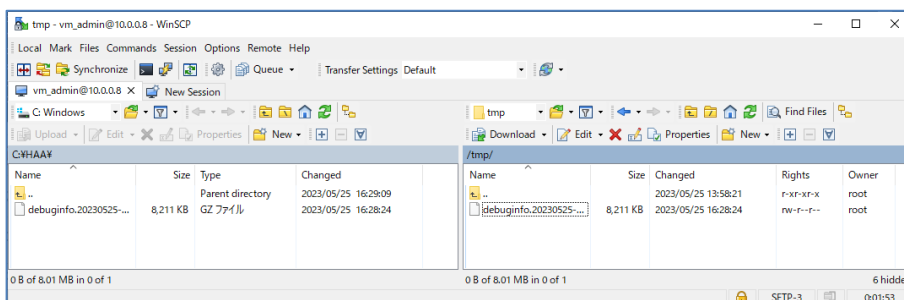 tmp - vm_admin@10.0.0.8 - WinSCP
Local Mark Files Commands Session Options Remote Help
Synchronize Queue Transfer Settings Default
vm_admin@10.0.0.8 × New Session
C: Windows
tmp Find Files
Upload Edit Properties New
Download Edit Properties New
C:¥HAA¥
/tmp/
Name Size Type Changed
.. Parent directory 2023/05/25 16:29:09
debuginfo.20230525-... 8,211 KB GZ ファイル 2023/05/25 16:28:24
Name Size Changed Rights Owner
.. 2023/05/25 13:58:21 r-xr-xr-x root
debuginfo.20230525-... 8,211 KB 2023/05/25 16:28:24 rw-r--r-- root
0 B of 8.01 MB in 0 of 1
0 B of 8.01 MB in 0 of 1
6 hidde
SFTP-3 0:01:53